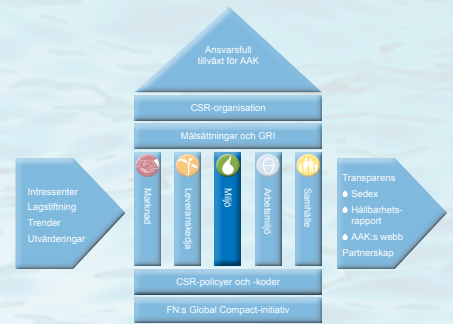 Ansvarsfull
tillväxt för AAK
CSR-organisation
Målsättningar och GRI
Intressenter
Lagstiftning
Trender
Utvärderingar
Marknad
Leveranskedja
Miljö
Arbetsmiljö
Samhälle
Transparens
Sedex
Hållbarhets-
rapport
AAK:s webb
Partnerskap
CSR-policyer och -koder
FN:s Global Compact-initiativ